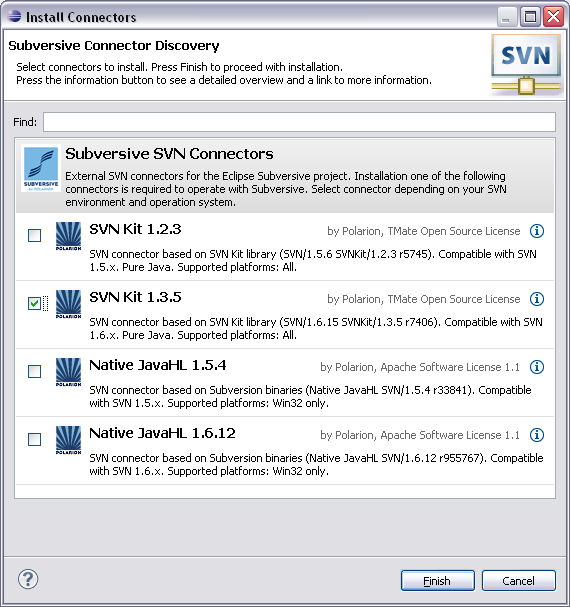 Install Connectors
Subversive Connector Discovery
Select connectors to install. Press Finish to proceed with installation.
Press the information button to see a detailed overview and a link to more information.
SVN
Find:
SUBVERSIVE
BY POLARION
Subversive SVN Connectors
External SVN connectors for the Eclipse Subversive project. Installation one of the following
connectors is required to operate with Subversive. Select connector depending on your SVN
environment and operation system.
POLARION
SVN Kit 1.2.3
by Polarion, TMate Open Source License
SVN connector based on SVN Kit library (SVN/1.5.6 SVNKit/1.2.3 r5745). Compatible with SVN
1.5.x. Pure Java. Supported platforms: All.
POLARION
SVN Kit 1.3.5
by Polarion, TMate Open Source License
SVN connector based on SVN Kit library (SVN/1.6.15 SVNKit/1.3.5 r7406). Compatible with SVN
1.6.x. Pure Java. Supported platforms: All.
POLARION
Native JavaHL 1.5.4
by Polarion, Apache Software License 1.1
SVN connector based on Subversion binaries (Native JavaHL SVN/1.5.4 r33841). Compatible
with SVN 1.5.x. Supported platforms: Win32 only.
POLARION
Native JavaHL 1.6.12
by Polarion, Apache Software License 1.1
SVN connector based on Subversion binaries (Native JavaHL SVN/1.6.12 r955767). Compatible
with SVN 1.6.x. Supported platforms: Win32 only.
?
Finish
Cancel